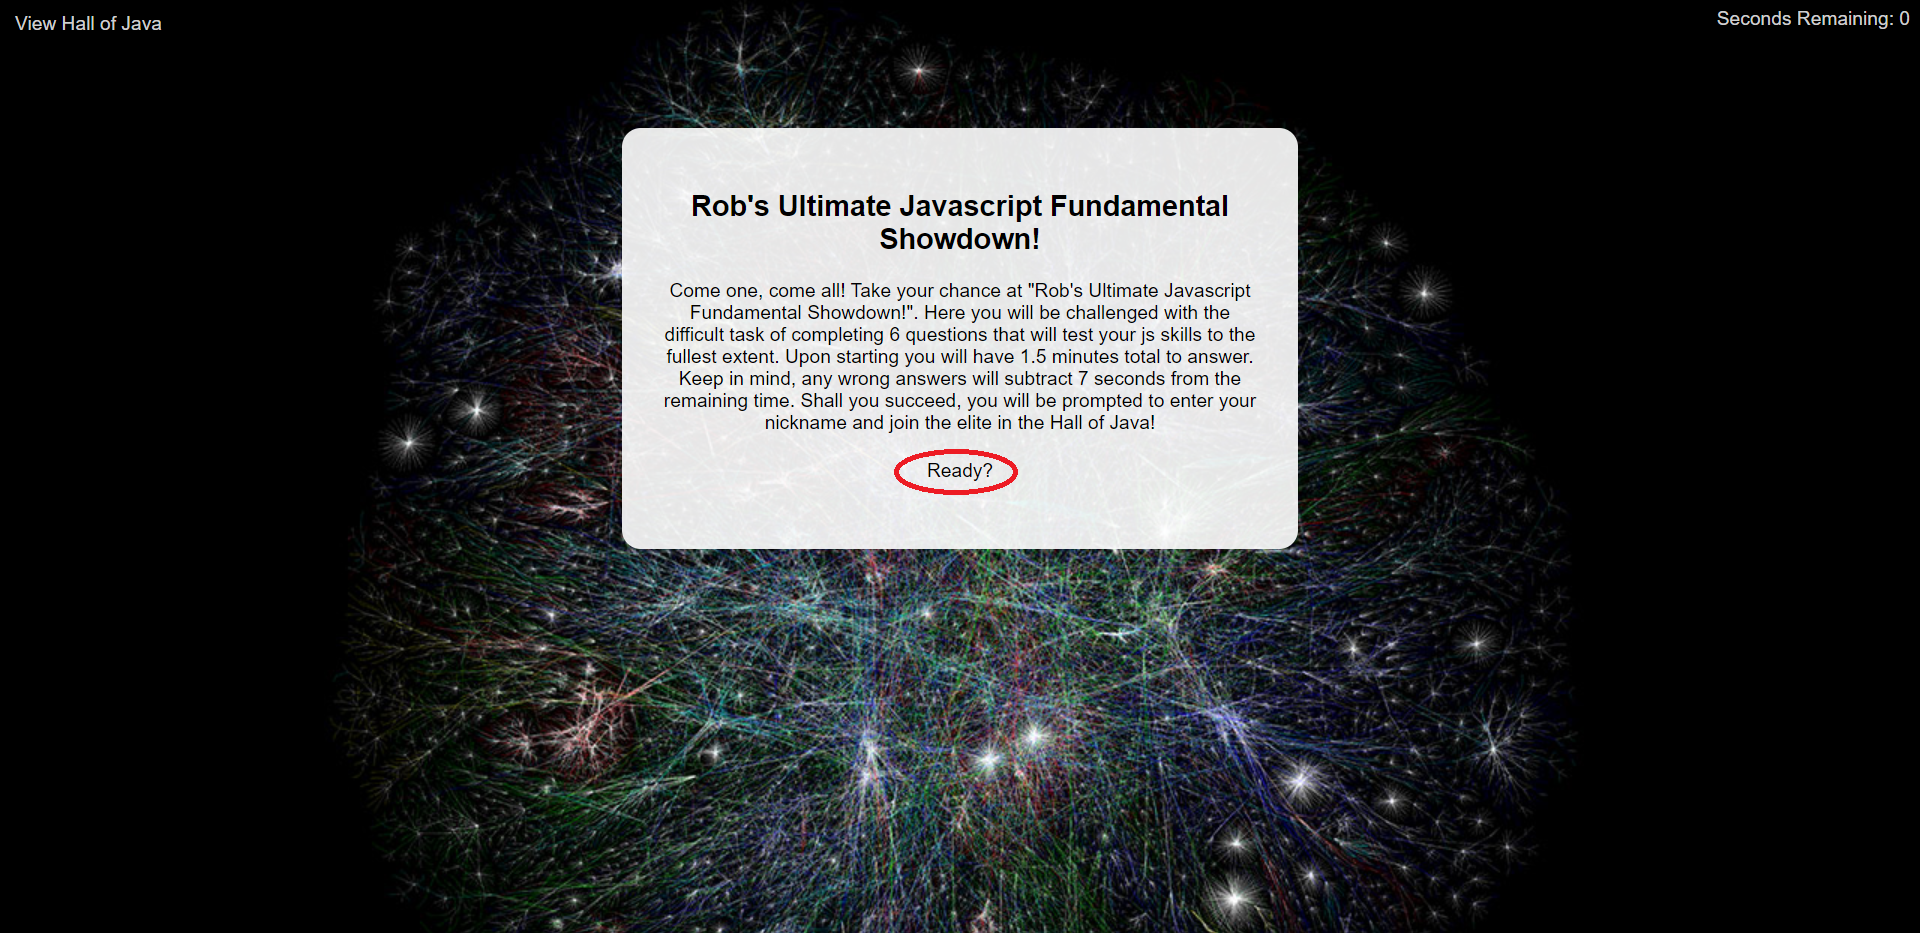 View Hall of Java
Seconds Remaining: 0
Rob's Ultimate Javascript Fundamental
Showdown!
Come one, come all! Take your chance at "Rob's Ultimate Javascript
Fundamental Showdown!". Here you will be challenged with the
difficult task of completing 6 questions that will test your js skills to the
fullest extent. Upon starting you will have 1.5 minutes total to answer.
Keep in mind, any wrong answers will subtract 7 seconds from the
remaining time. Shall you succeed, you will be prompted to enter your
nickname and join the elite in the Hall of Java!
Ready?